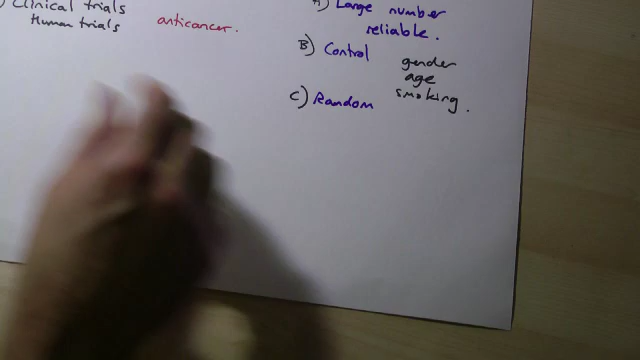 ) Clinical trials
Human trials
anticancer.
A) Large number
reliable.
B) Control
gender
age
smoking.
C) Random